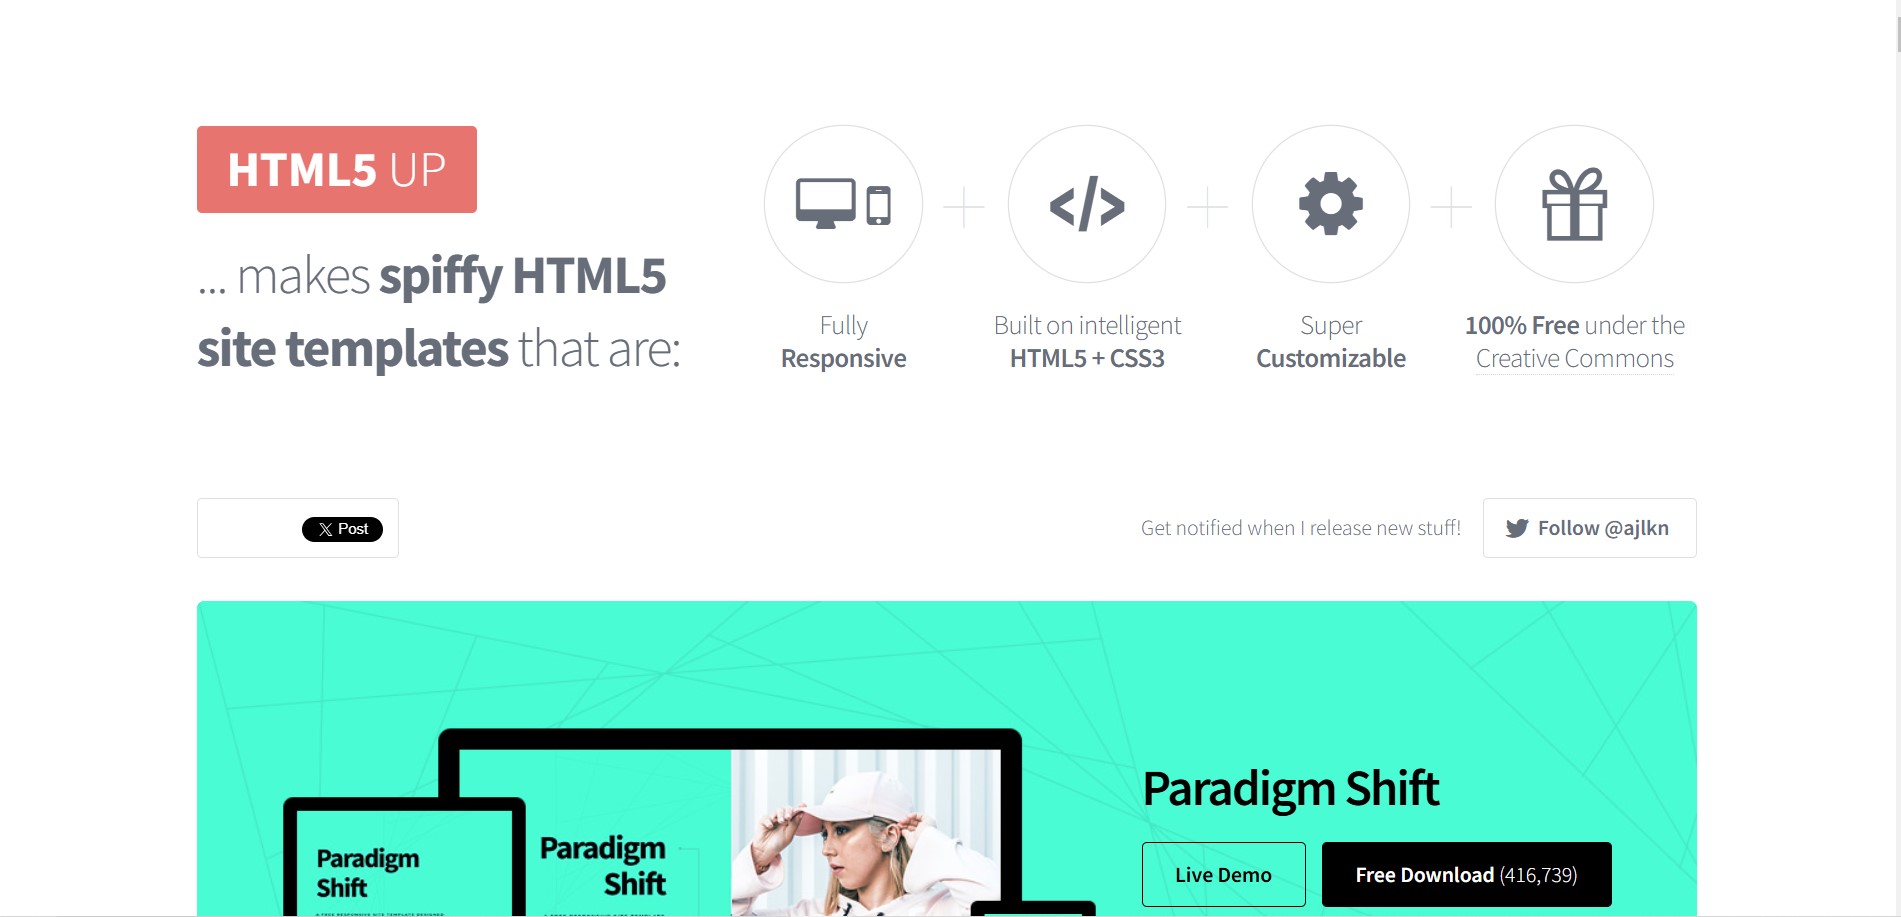 HTML5 UP
... makes spiffy HTML5
site templates that are:
Fully
Responsive
Built on intelligent
HTML5 + CSS3
Super
Customizable
100% Free under the
Creative Commons
X Post
Get notified when I release new stuff!
Follow @ajlkn
Paradigm
Shift
Paradigm
Shift
Paradigm Shift
Live Demo
Free Download (416,739)